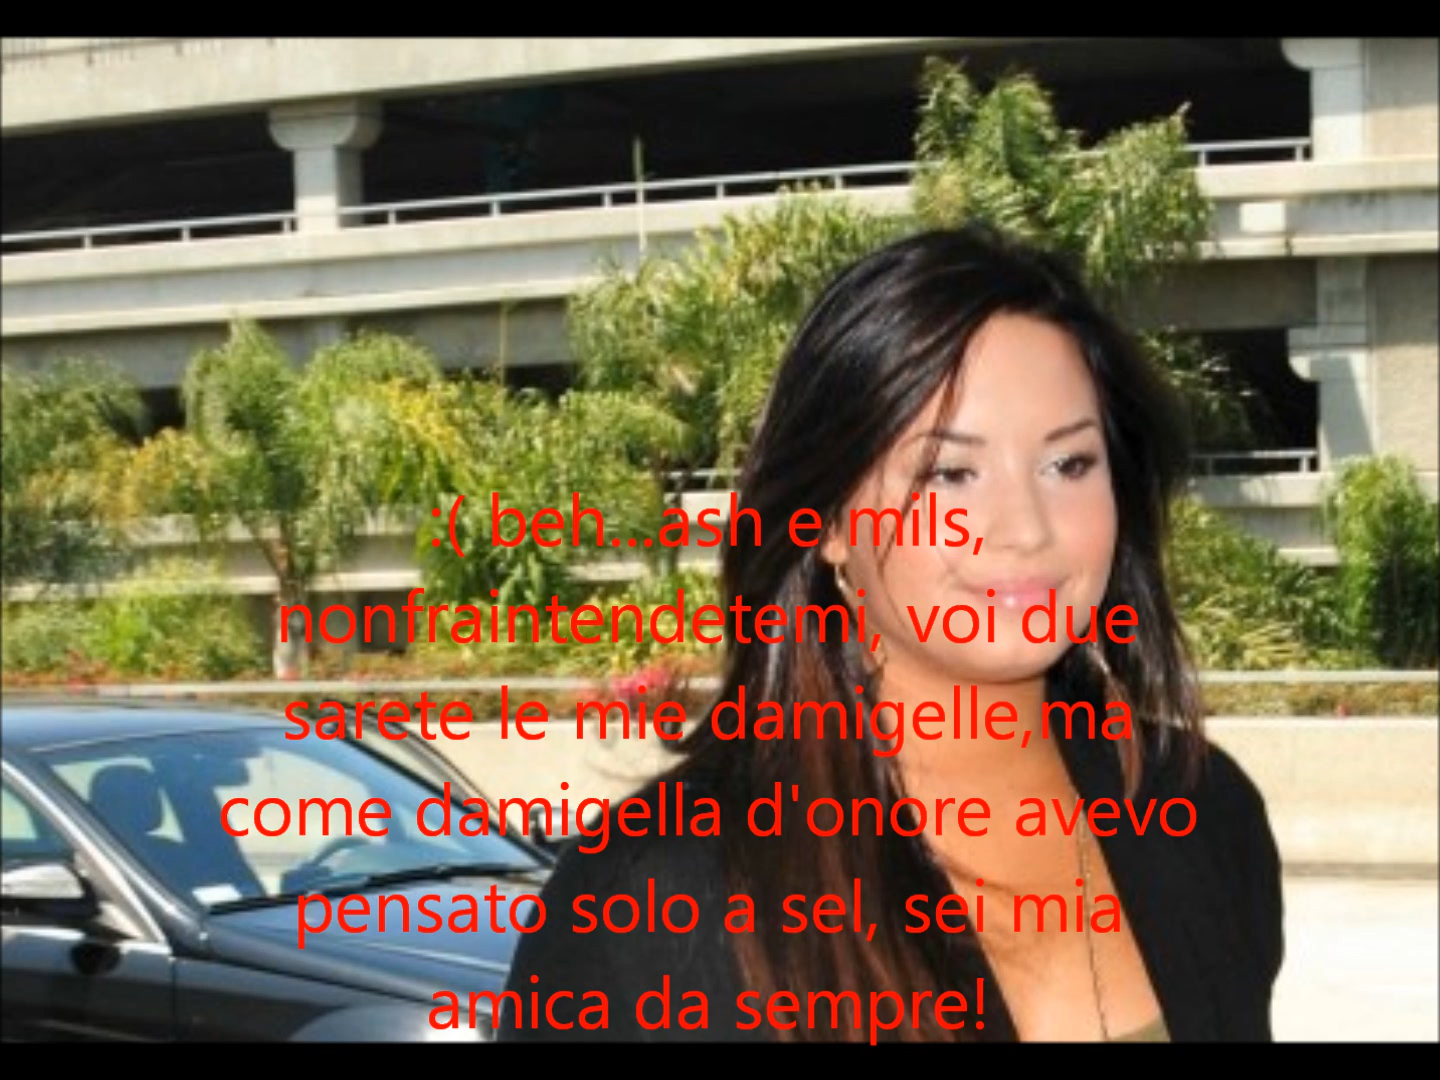 :( beh...ash e mils,
nonfraintendetemi, voi due
sarete le mie damigelle,ma
come damigella d'onore avevo
pensato solo a sel, sei mia
amica da sempre!